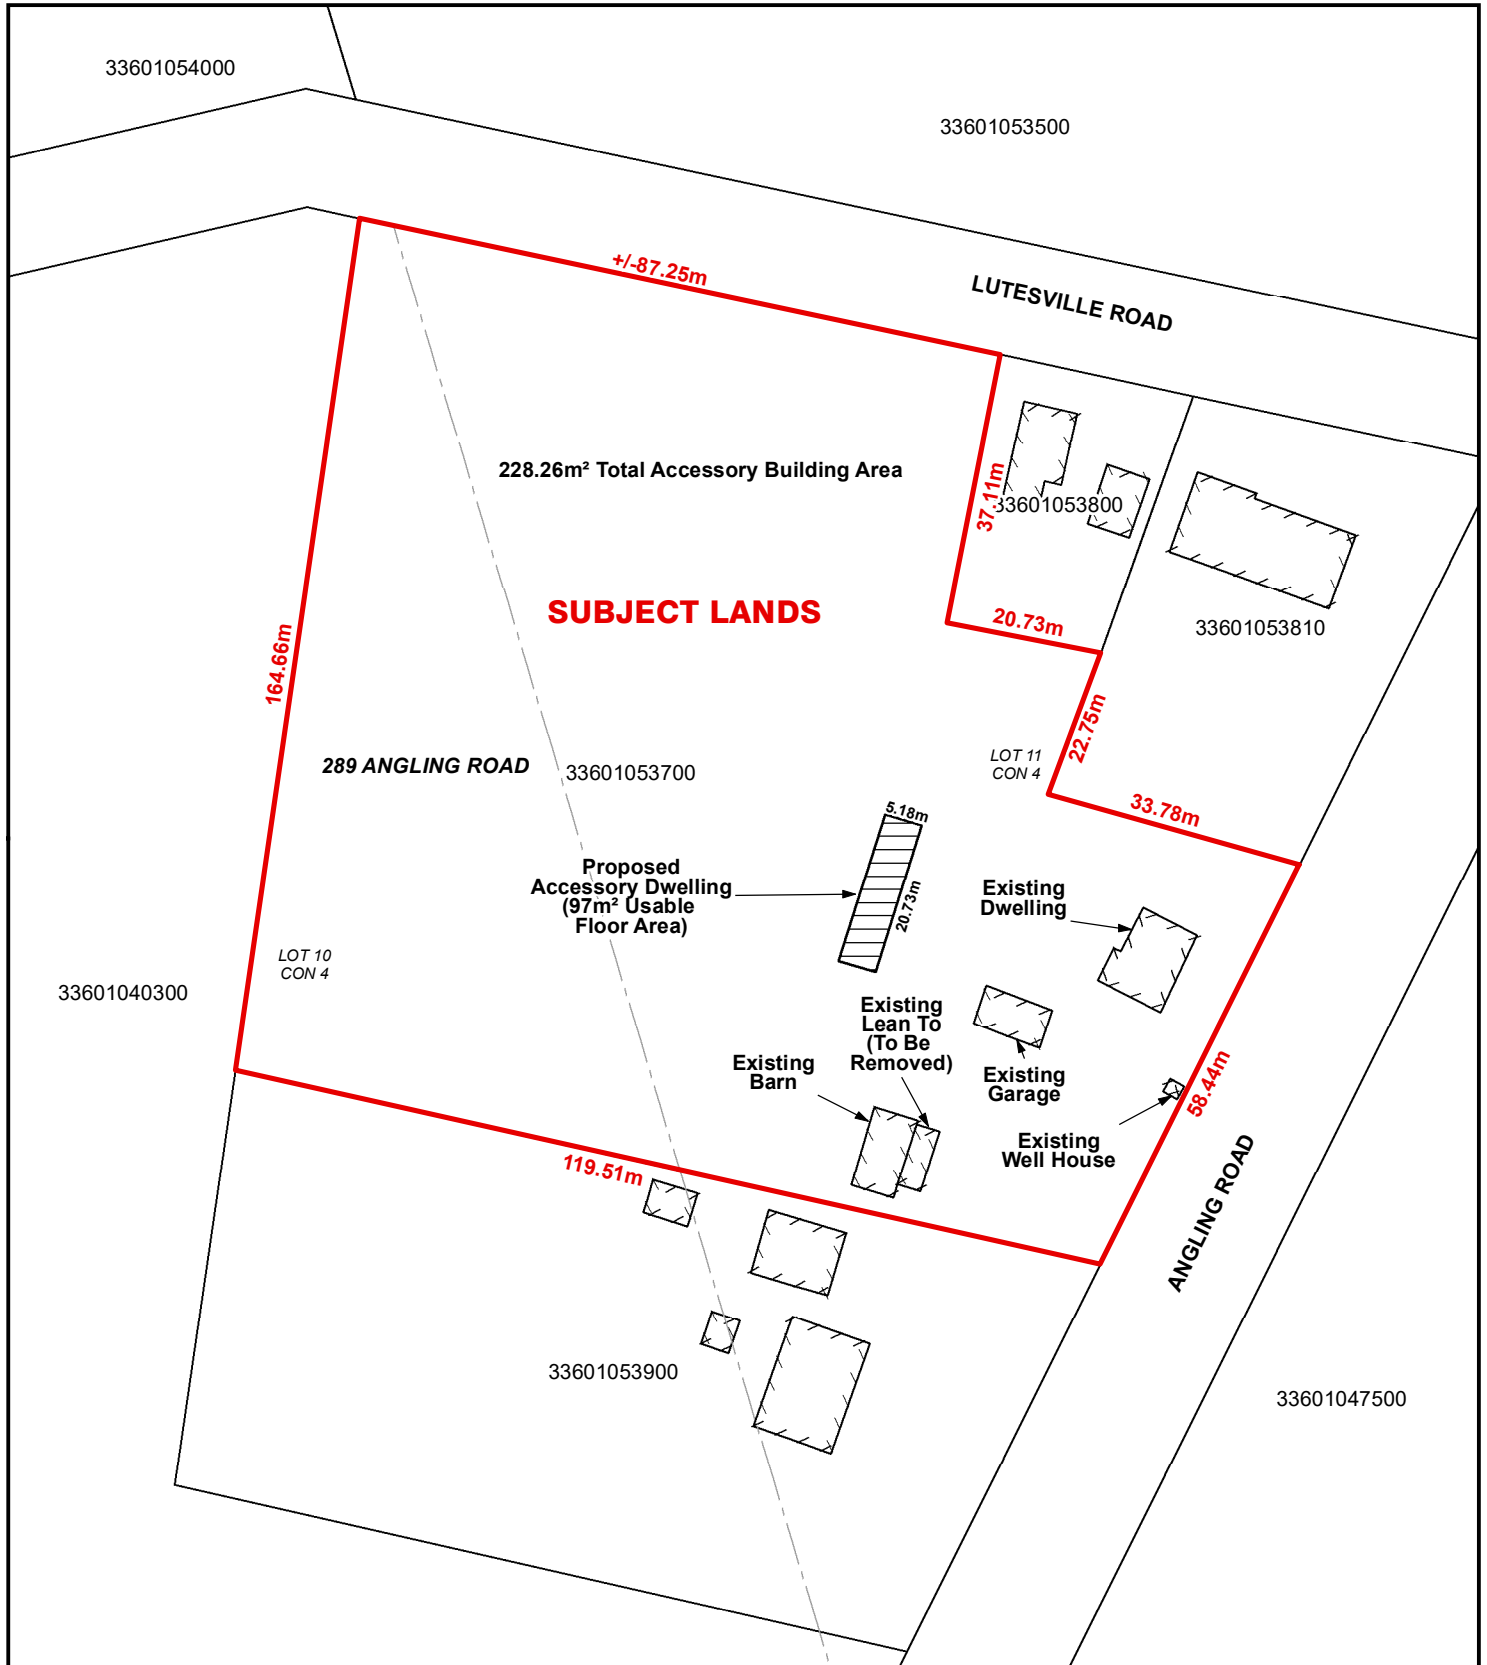 33601054000
33601053500
+/-87.25m
LUTESVILLE ROAD
228.26m² Total Accessory Building Area
37.11m
33601053800
SUBJECT LANDS
20.73m
33601053810
164.66m
22.75m
LOT 11
CON 4
289 ANGLING ROAD
33601053700
33.78m
5.18m
20.73m
Proposed
Accessory Dwelling
(97m² Usable
Floor Area)
Existing
Dwelling
LOT 10
CON 4
33601040300
Existing
Lean To
(To Be
Removed)
Existing
Barn
Existing
Garage
58.44m
Existing
Well House
119.51m
ANGLING ROAD
33601053900
33601047500